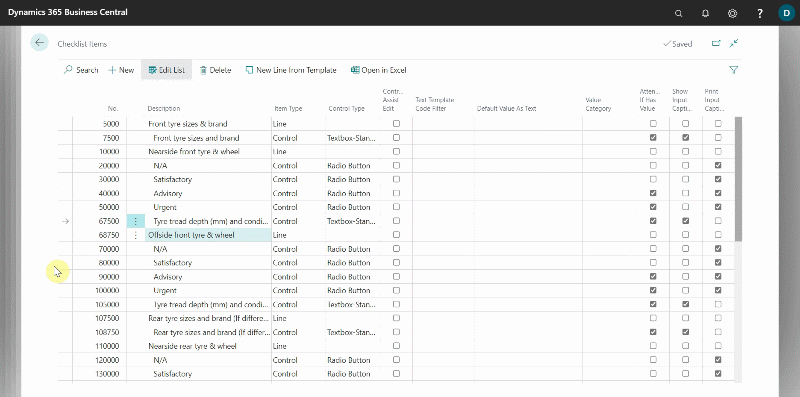 Dynamics 365 Business Central
D
Checklist Items
Saved
Search
New
Edit List
Delete
New Line from Template
Open in Excel
No. Description Item Type Control Type Contr... Assist Edit Text Template Code Filter Default Value As Text Value Category Atten... If Has Value Show Input Capti... Print Input Capti...
5000 Front tyre sizes & brand Line
7500 Front tyre sizes and brand Control Textbox-Stan...
10000 Nearside front tyre & wheel Line
20000 N/A Control Radio Button
30000 Satisfactory Control Radio Button
40000 Advisory Control Radio Button
50000 Urgent Control Radio Button
67500 Tyre tread depth (mm) and condi... Control Textbox-Stan...
68750 Offside front tyre & wheel Line
70000 N/A Control Radio Button
80000 Satisfactory Control Radio Button
90000 Advisory Control Radio Button
100000 Urgent Control Radio Button
105000 Tyre tread depth (mm) and condi... Control Textbox-Stan...
107500 Rear tyre sizes and brand (If differe... Line
108750 Rear tyre sizes and brand (If differ... Control Textbox-Stan...
110000 Nearside rear tyre & wheel Line
120000 N/A Control Radio Button
130000 Satisfactory Control Radio Button